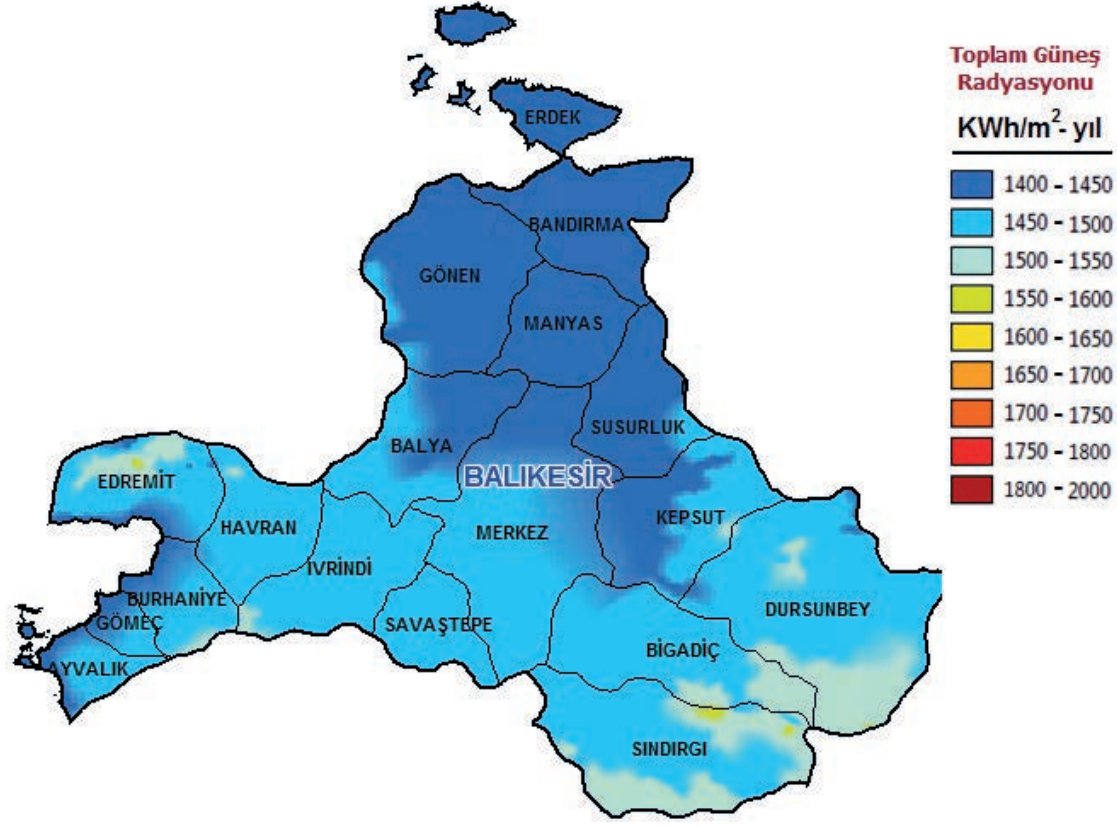 Toplam Güneş
Radyasyonu
KWh/m²- yıl
1400 - 1450
1450 - 1500
1500 - 1550
1550 - 1600
1600 - 1650
1650 - 1700
1700 - 1750
1750 - 1800
1800 - 2000
ERDEK
BANDIRMA
GÖNEN
MANYAS
SUSURLUK
BALYA
BALIKESİR
EDREMİT
HAVRAN
MERKEZ
KEPSUT
İVRİNDİ
BURHANİYE
GÖMEÇ
SAVAŞTEPE
DURSUNBEY
BİGADİÇ
AYVALIK
SINDIRGI